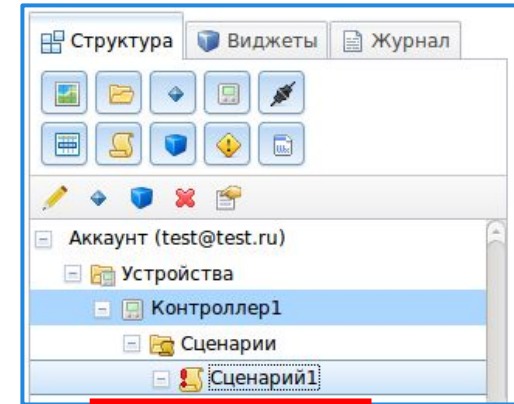 Структура Виджеты Журнал
Аккаунт (test@test.ru)
Устройства
Контроллер1
Сценарии
Сценарий1